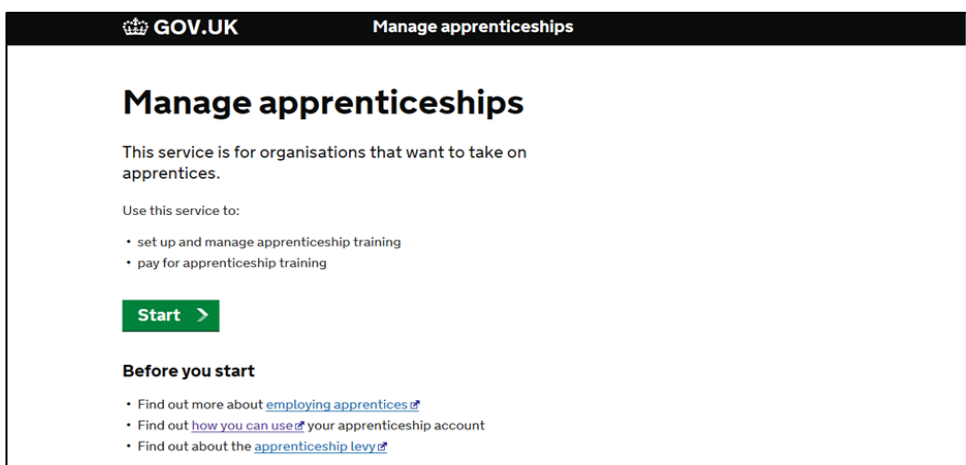 GOV.UK Manage apprenticeships
Manage apprenticeships
This service is for organisations that want to take on
apprentices.
Use this service to:
• set up and manage apprenticeship training
• pay for apprenticeship training
Start
Before you start
• Find out more about employing apprentices
• Find out how you can use your apprenticeship account
• Find out about the apprenticeship levy